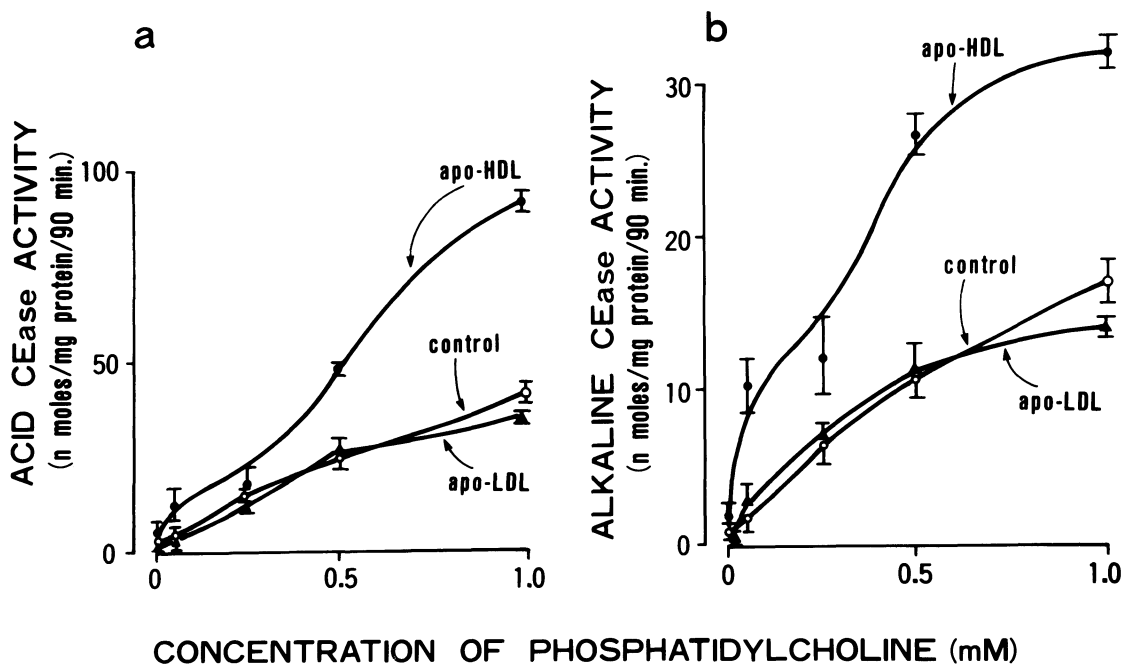 a
ACID CEase ACTIVITY
(n moles/mg protein/90 min.)
100
50
0
apo-HDL
control
apo-LDL
0
0.5
1.0
b
ALKALINE CEase ACTIVITY
(n moles/mg protein/90 min.)
30
20
10
0
apo-HDL
control
apo-LDL
0
0.5
1.0
CONCENTRATION OF PHOSPHATIDYLCHOLINE (mM)